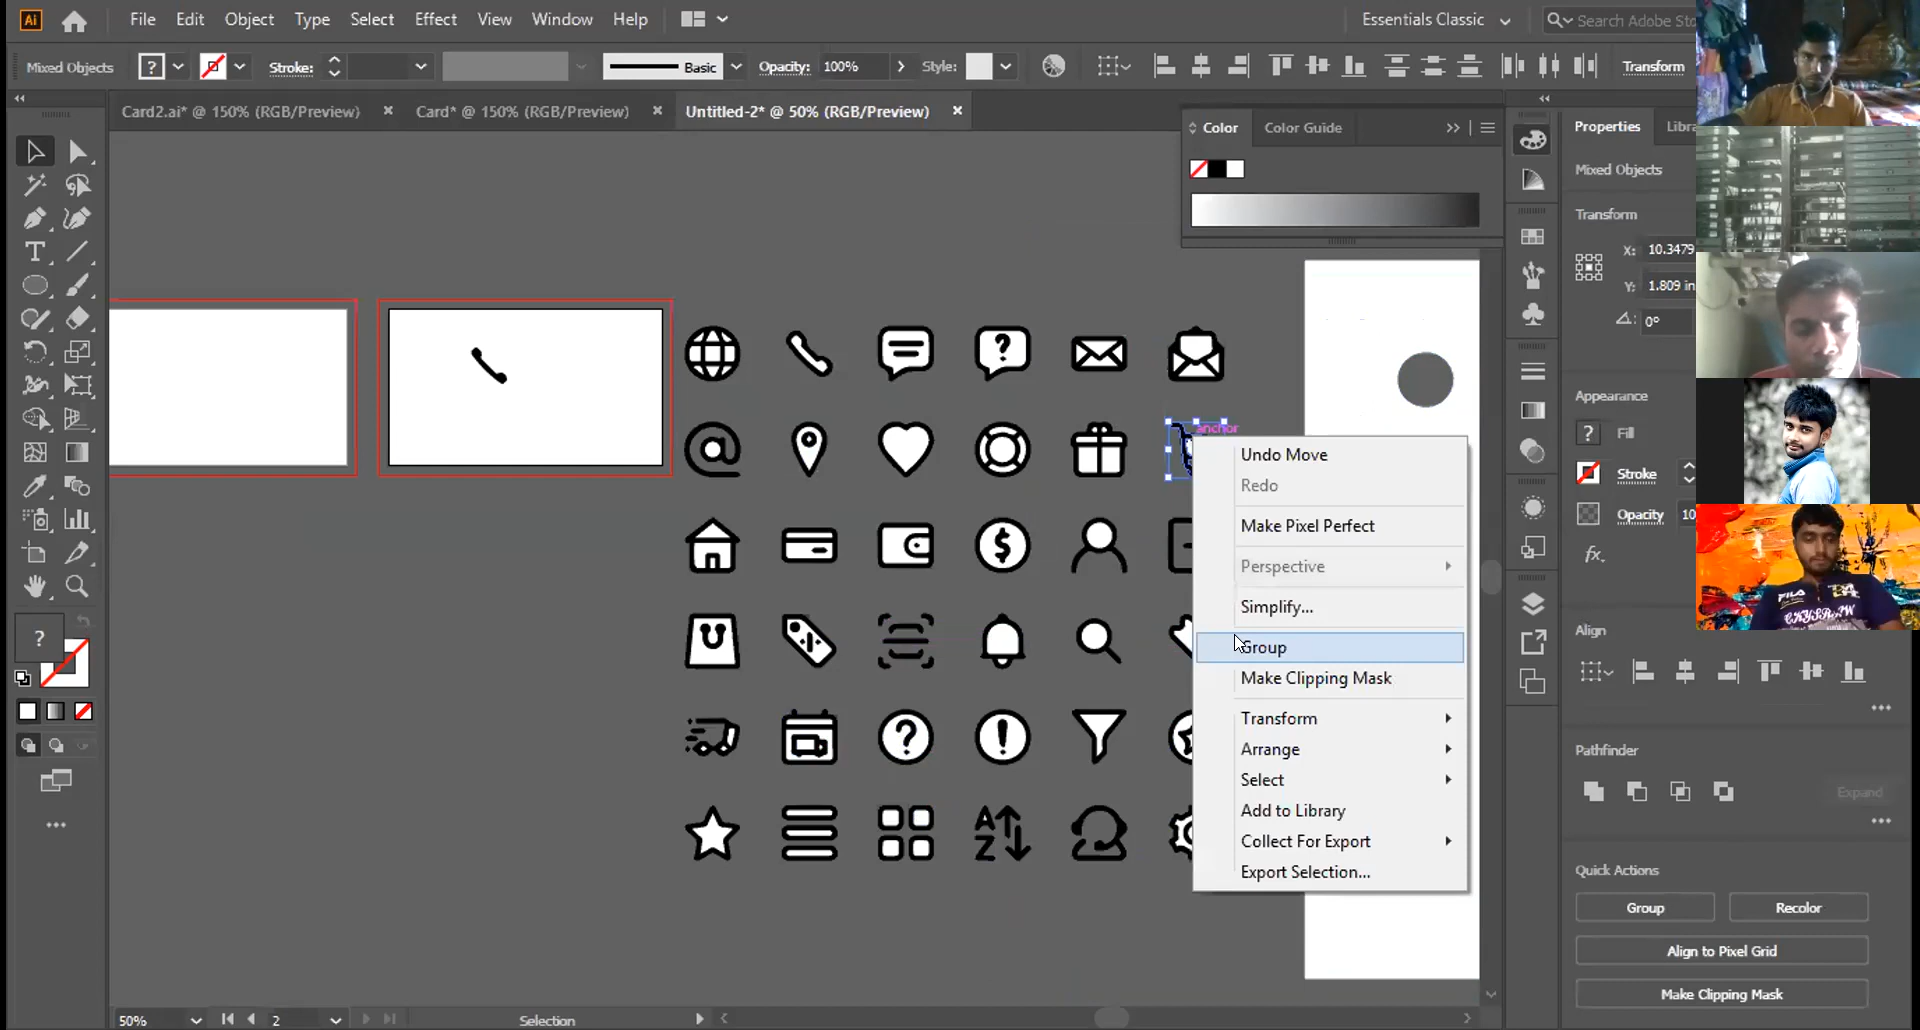 Ai File Edit Object Type Select Effect View Window Help Essentials Classic Search Adobe Sto
Mixed Objects ? Stroke: Basic Opacity: 100% Style: Transform
Card2.ai* @ 150% (RGB/Preview) Card* @ 150% (RGB/Preview) Untitled-2* @ 50% (RGB/Preview)
Color Color Guide
Properties
Mixed Objects
Transform
X: 10.3479
Y: 1.809 in
0°
Appearance
? Fill
Stroke
Opacity 10
fx.
Align
Pathfinder
Expand
Quick Actions
Group Recolor
Align to Pixel Grid
Make Clipping Mask
?
@
$
?
A
Z
anchor
Undo Move
Redo
Make Pixel Perfect
Perspective
Simplify...
Group
Make Clipping Mask
Transform
Arrange
Select
Add to Library
Collect For Export
Export Selection...
T
?
FILA
50% 2 Selection